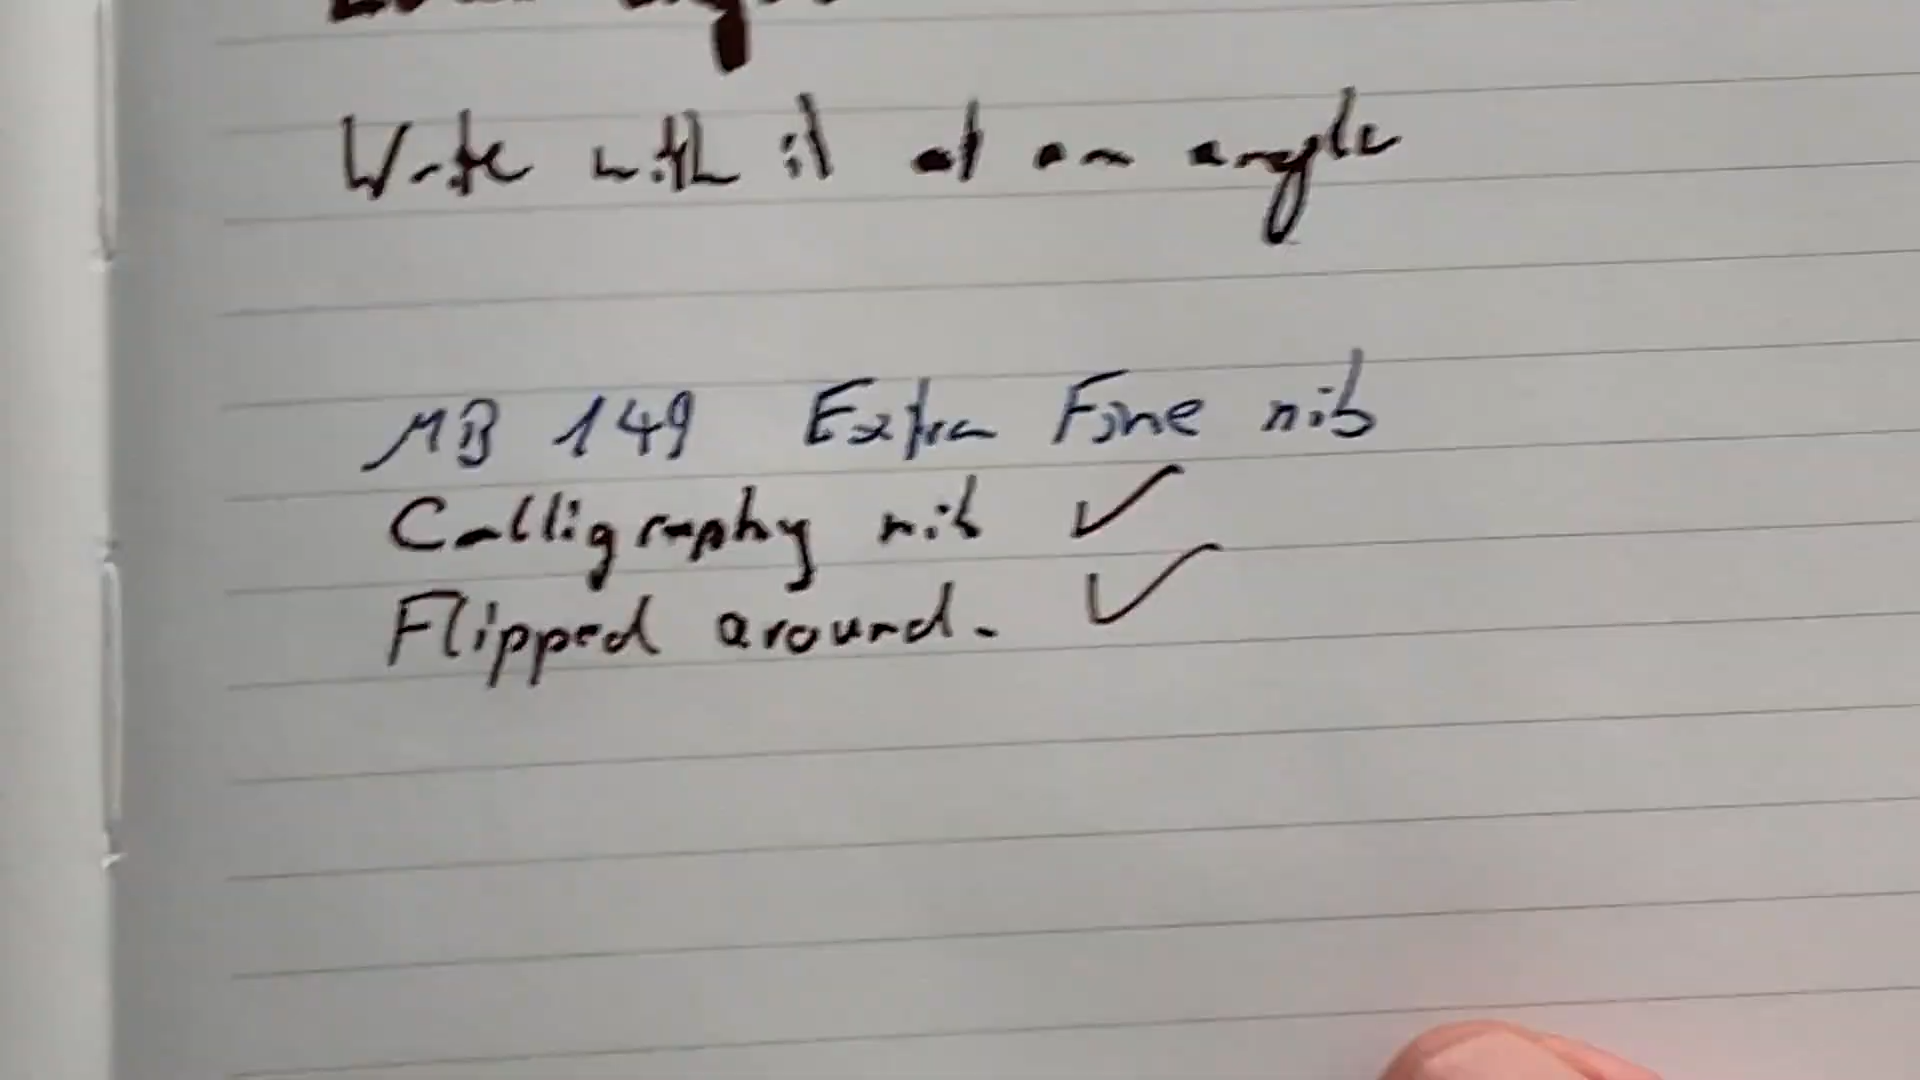 Write with it at an angle
MB 149 Extra Fine nib
Calligraphy nib ✓
Flipped around. ✓